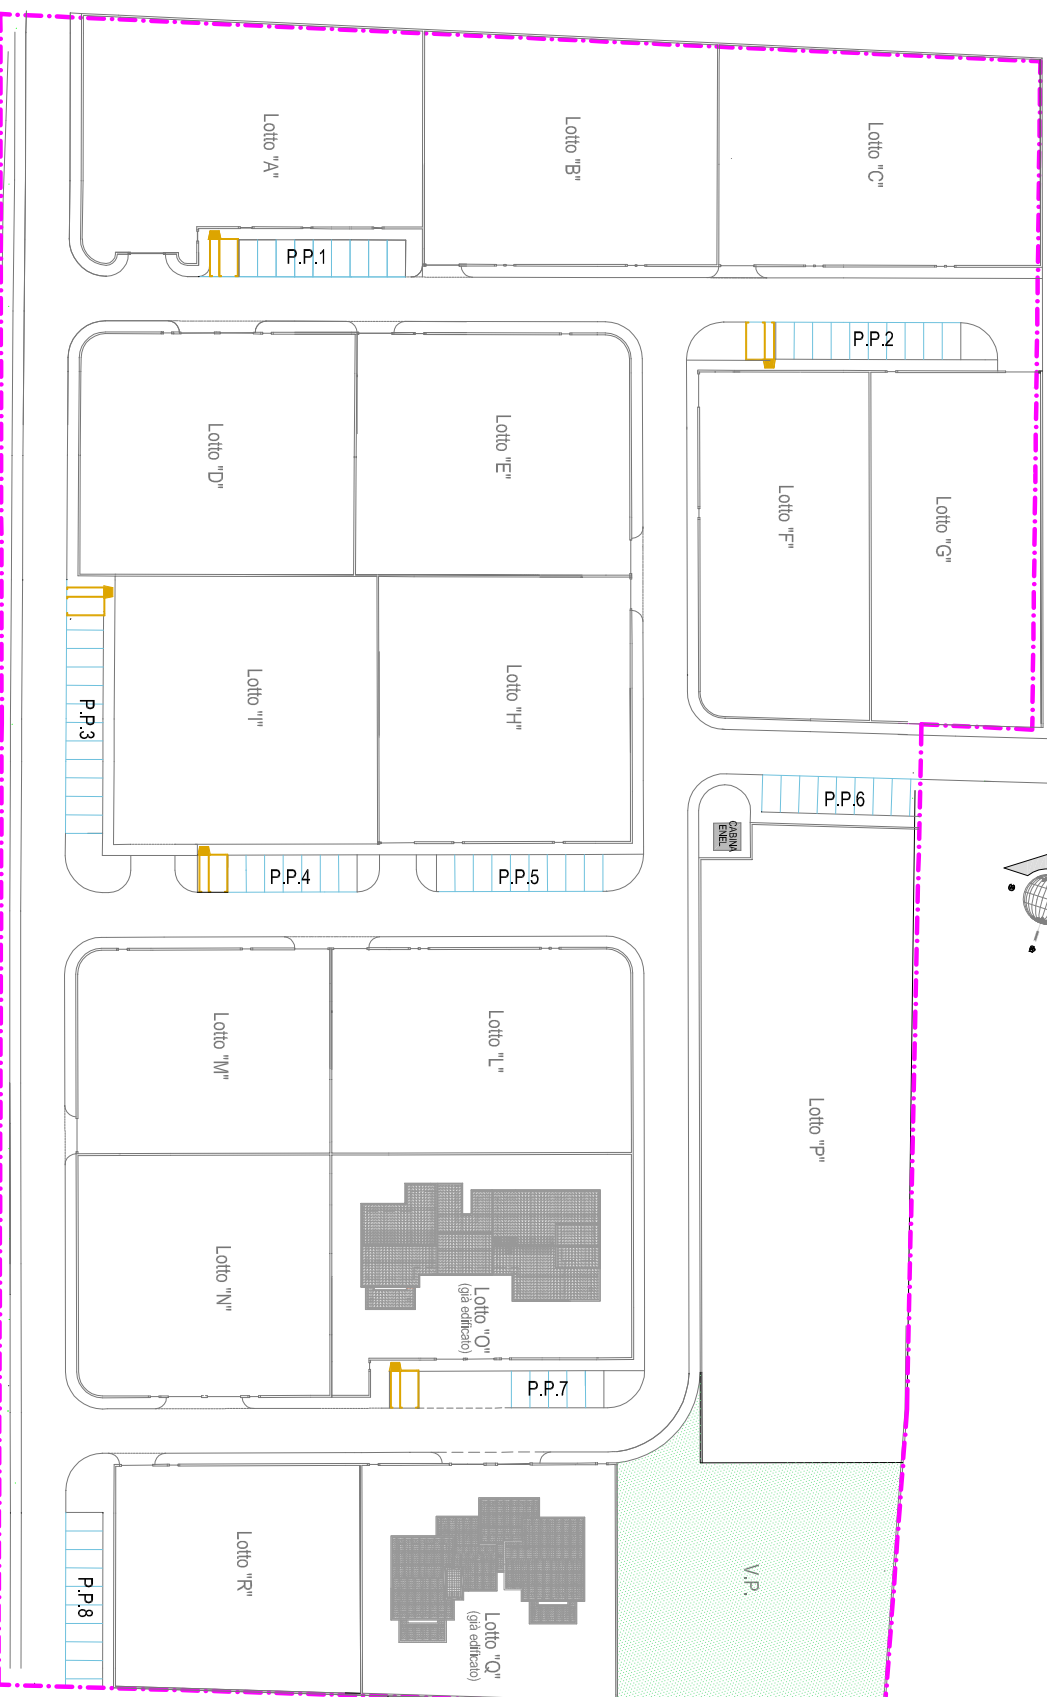 Lotto "A"
Lotto "B"
Lotto "C"
P.P.1
P.P.2
Lotto "D"
Lotto "E"
Lotto "F"
Lotto "G"
Lotto "I"
Lotto "H"
P.P.3
P.P.6
CABINA
ENEL
P.P.4
P.P.5
Lotto "M"
Lotto "L"
Lotto "P"
Lotto "N"
Lotto "O"
(già edificato)
P.P.7
Lotto "R"
V.P.
P.P.8
Lotto "Q"
(già edificato)